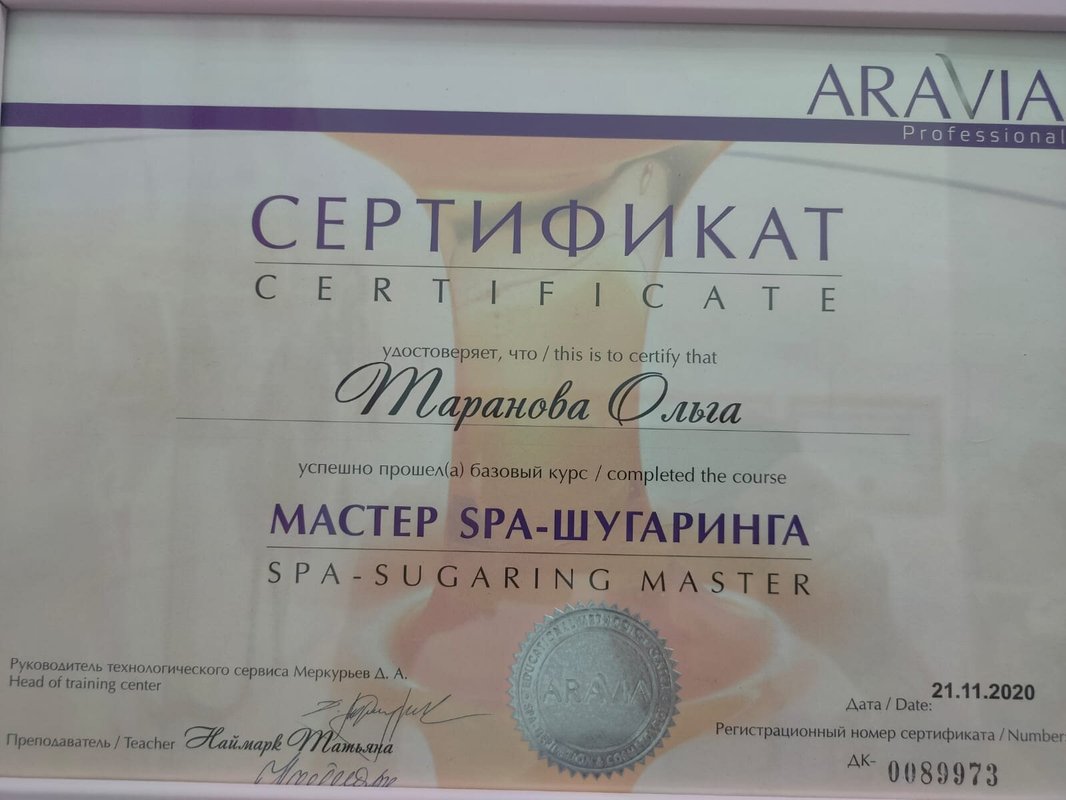 ARAVIA
Professional
СЕРТИФИКАТ
CERTIFICATE
удостоверяет, что / this is to certify that
Таранова Ольга
успешно прошел(а) базовый курс / completed the course
МАСТЕР SPA-ШУГАРИНГА
SPA-SUGARING MASTER
Руководитель технологического сервиса Меркурьев Д. А.
Head of training center
Преподаватель / Teacher Наймарк Татьяна
ARAVIA
21.11.2020
Дата / Date:
Регистрационный номер сертификата / Number:
ДК- 0089973